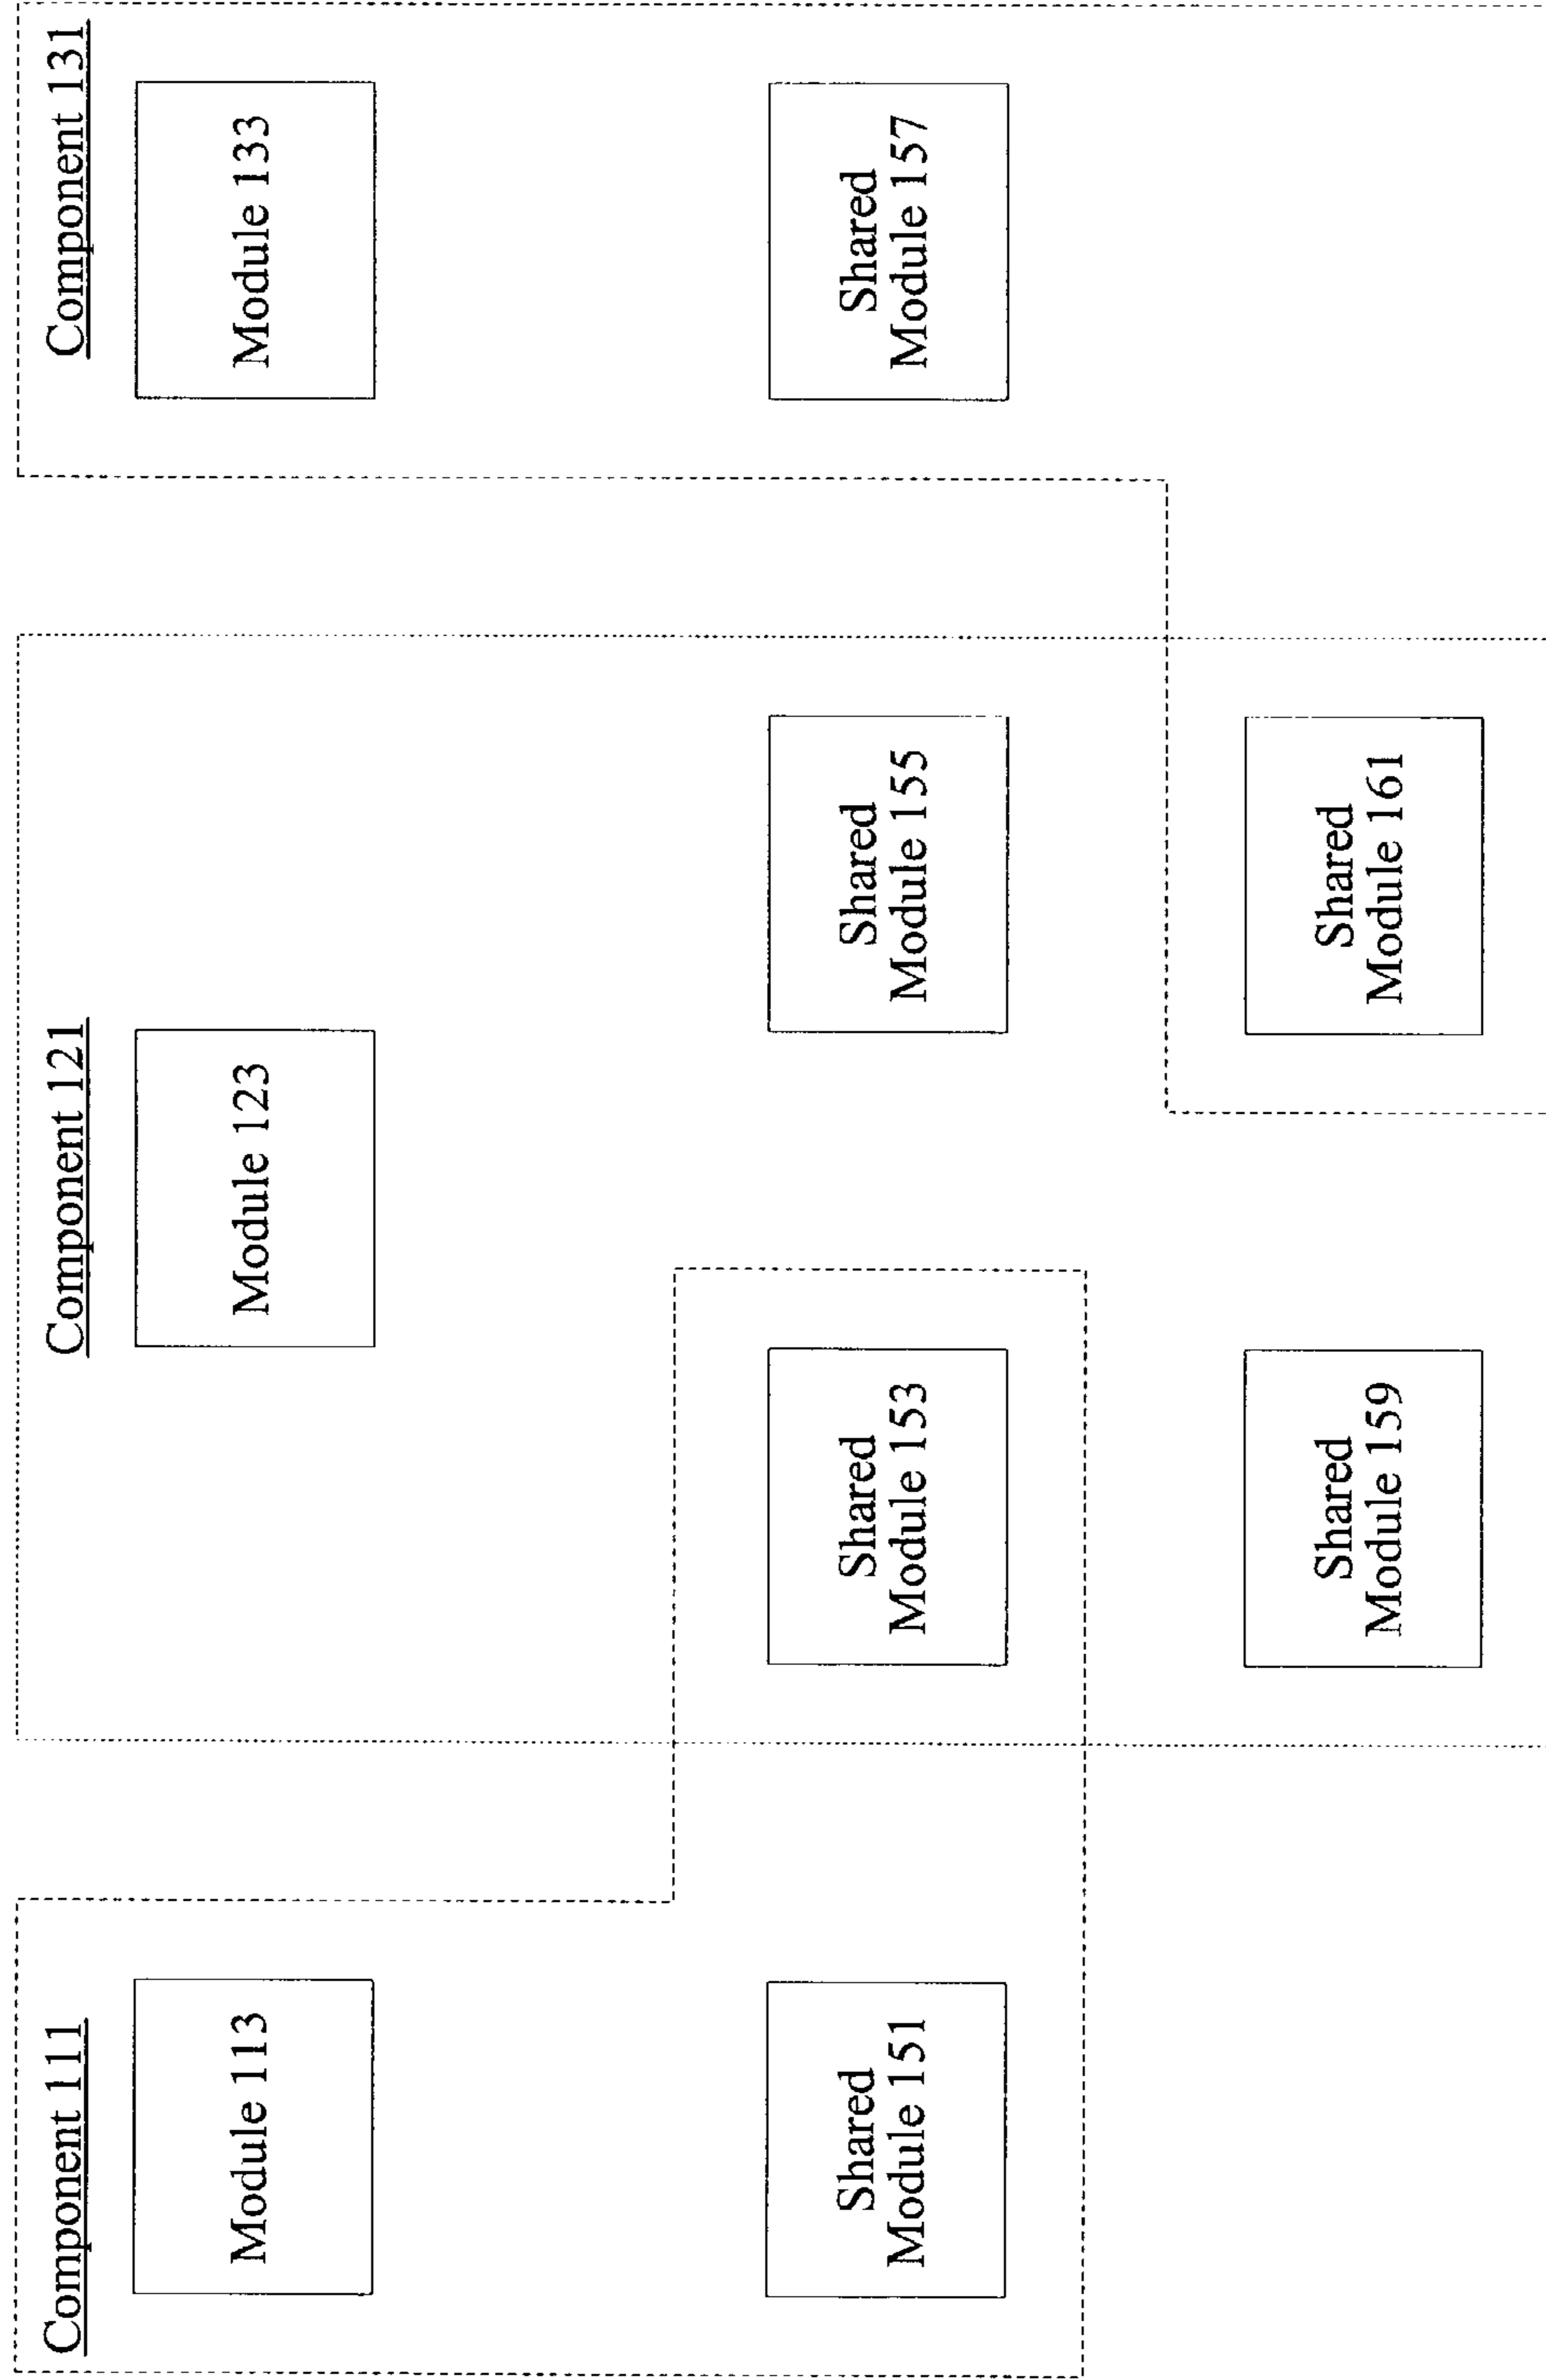 Component 111
Component 121
Component 131
Module 113
Module 123
Module 133
Shared
Module 151
Shared
Module 153
Shared
Module 155
Shared
Module 157
Shared
Module 159
Shared
Module 161